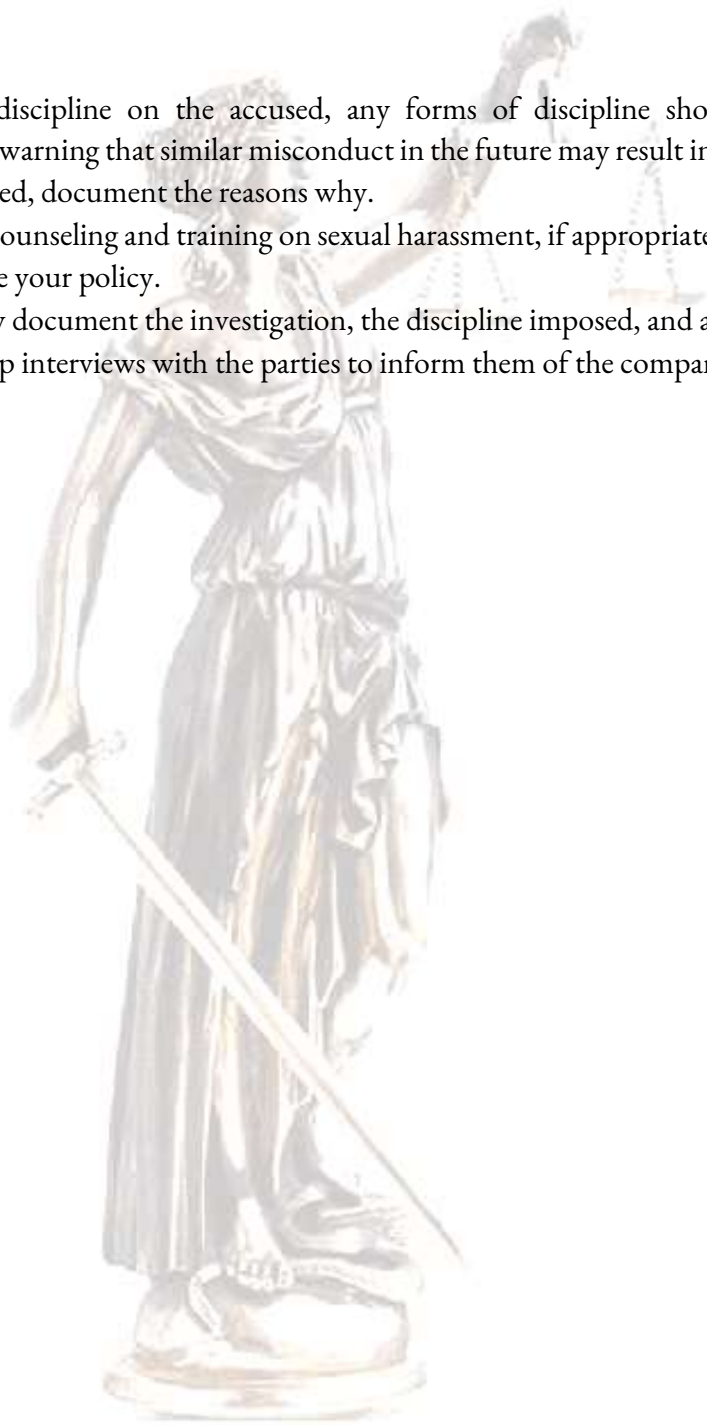 discipline on the accused, any forms of discipline sho
warning that similar misconduct in the future may result in
ed, document the reasons why.
ounseling and training on sexual harassment, if appropriate
e your policy.
y document the investigation, the discipline imposed, and a
p interviews with the parties to inform them of the compan